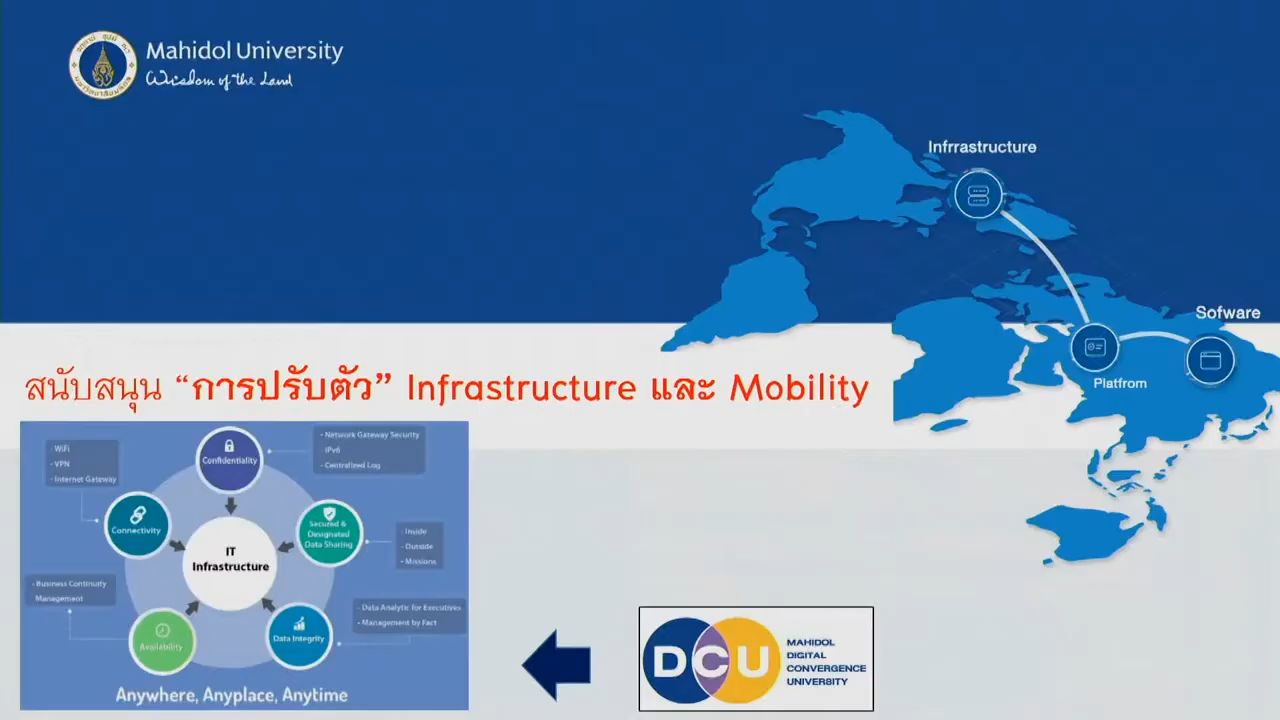 Mahidol University
Wisdom of the Land
Infrrastructure
Sofware
Platfrom
สนับสนุน “การปรับตัว” Infrastructure และ Mobility
- WiFi
- VPN
- Internet Gateway
Confidentiality
- Network Gateway Security
IPv6
- Centralized Log
Connectivity
Secured &
Designated
Data Sharing
- Inside
- Outside
- Missions
IT
Infrastructure
- Business Continuity
Management
Availability
Data Integrity
- Data Analytic for Executives
- Management by Fact
Anywhere, Anyplace, Anytime
DCU
MAHIDOL
DIGITAL
CONVERGENCE
UNIVERSITY